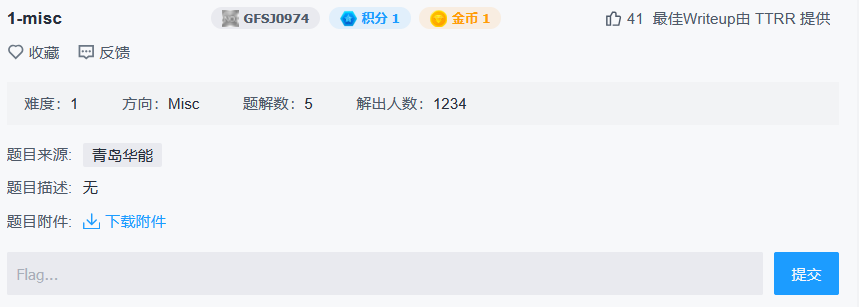 1-misc GFSJ0974 积分 1 金币 1 41 最佳Writeup由 TTRR 提供
收藏 反馈
难度：1 方向：Misc 题解数：5 解出人数：1234
题目来源: 青岛华能
题目描述: 无
题目附件: 下载附件
Flag... 提交